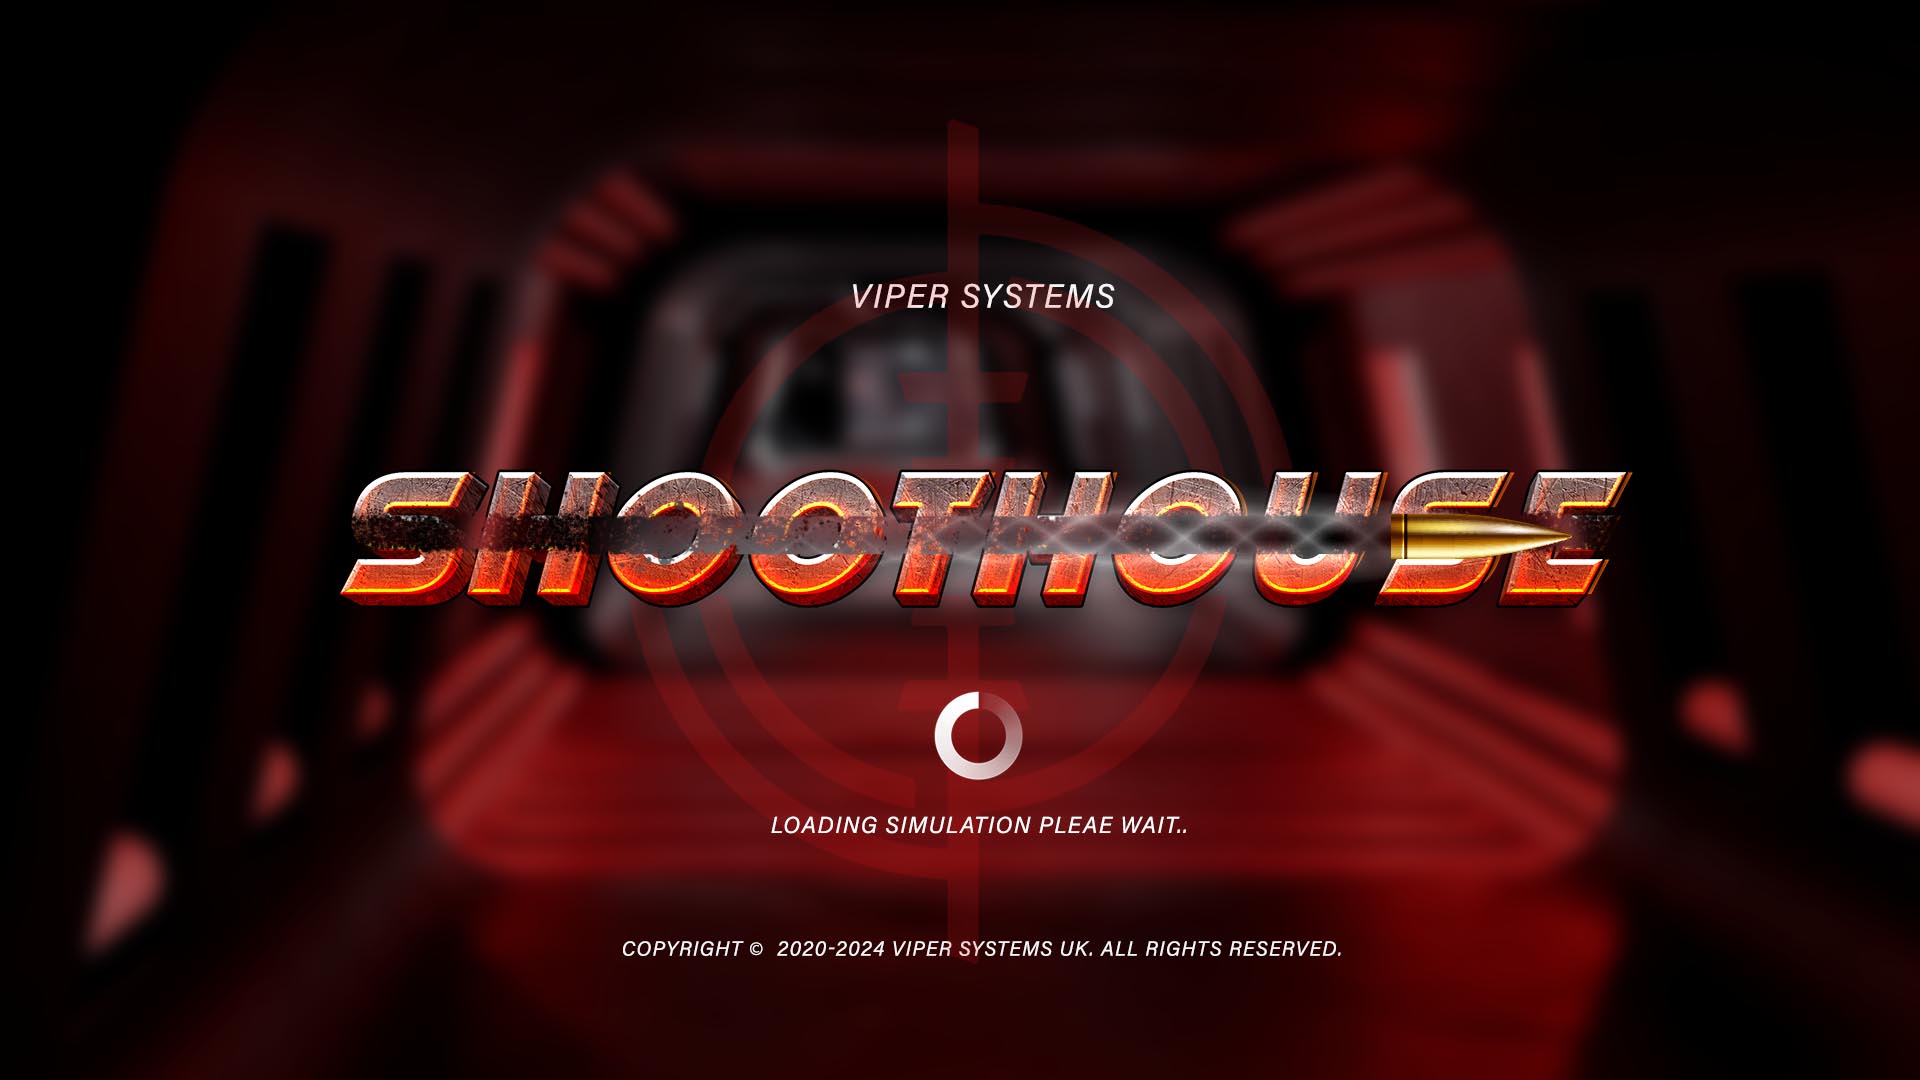 VIPER SYSTEMS
SHOOTHOUSE
LOADING SIMULATION PLEAE WAIT..
COPYRIGHT © 2020-2024 VIPER SYSTEMS UK. ALL RIGHTS RESERVED.